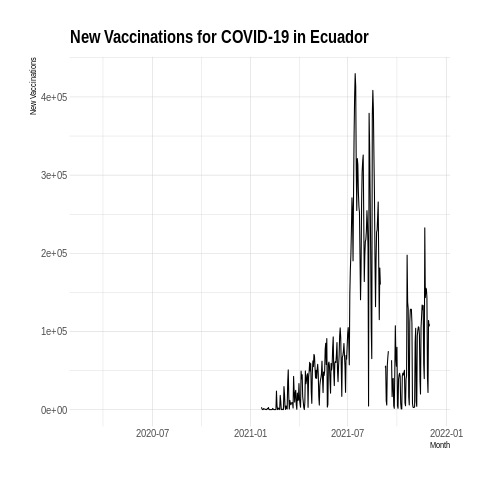 New Vaccinations for COVID-19 in Ecuador
New Vaccinations
4e+05
3e+05
2e+05
1e+05
0e+00
2020-07
2021-01
2021-07
2022-01
Month